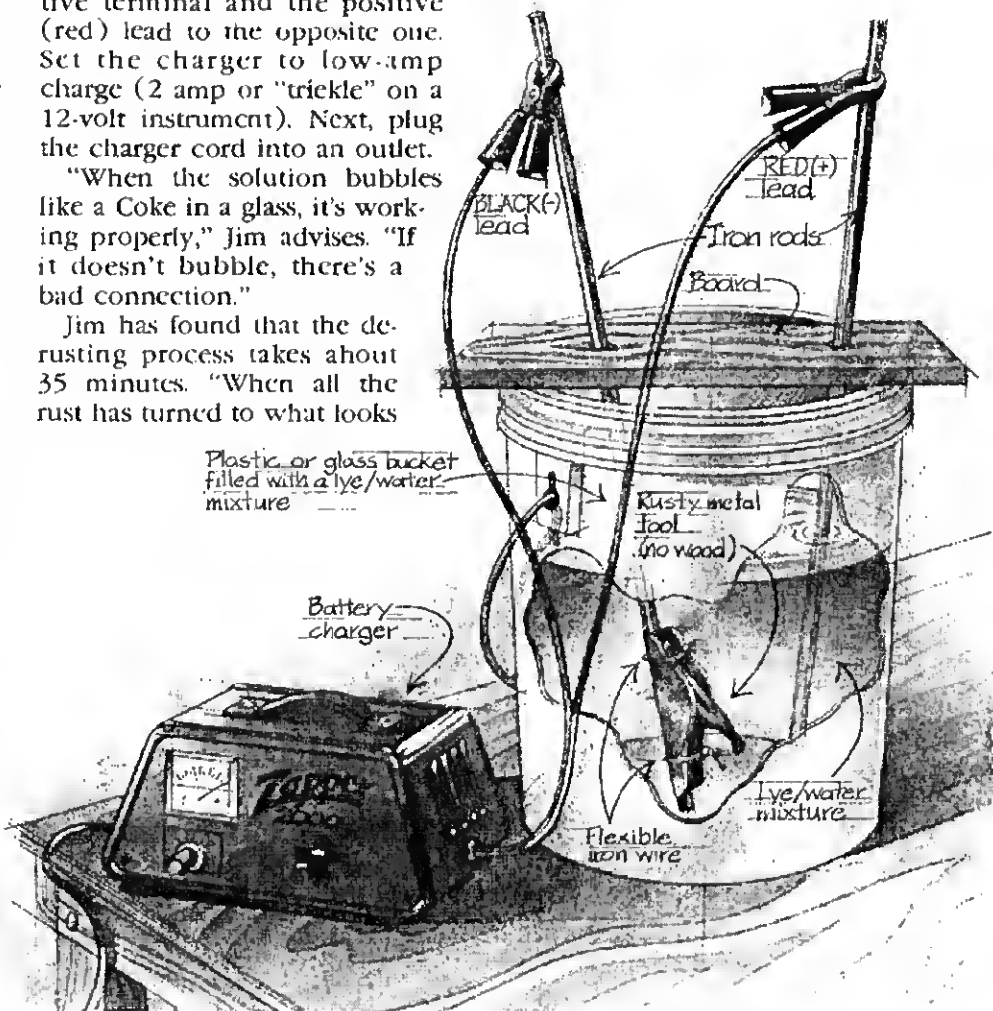 tive terminal and the positive
(red) lead to the opposite one.
Set the charger to low-amp
charge (2 amp or "trickle" on a
12-volt instrument). Next, plug
the charger cord into an outlet.
"When the solution bubbles
like a Coke in a glass, it's work-
ing properly," Jim advises. "If
it doesn't bubble, there's a
bad connection."
Jim has found that the de-
rusting process takes about
35 minutes. "When all the
rust has turned to what looks
BLACK(-)
lead
RED(+)
lead
Iron rods
Board
Plastic or glass bucket
filled with a lye/water
mixture
Rusty metal
tool
(no wood)
Battery
charger
Lye/water
mixture
Flexible
iron wire